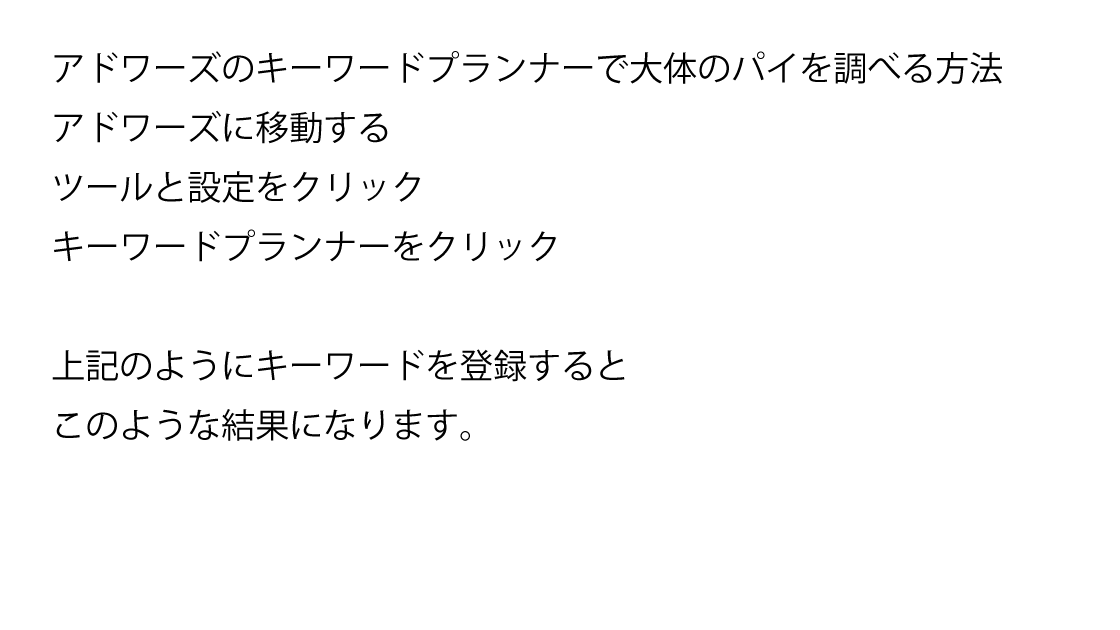 アドワーズのキーワードプランナーで大体のパイを調べる方法
アドワーズに移動する
ツールと設定をクリック
キーワードプランナーをクリック
上記のようにキーワードを登録すると
このような結果になります。